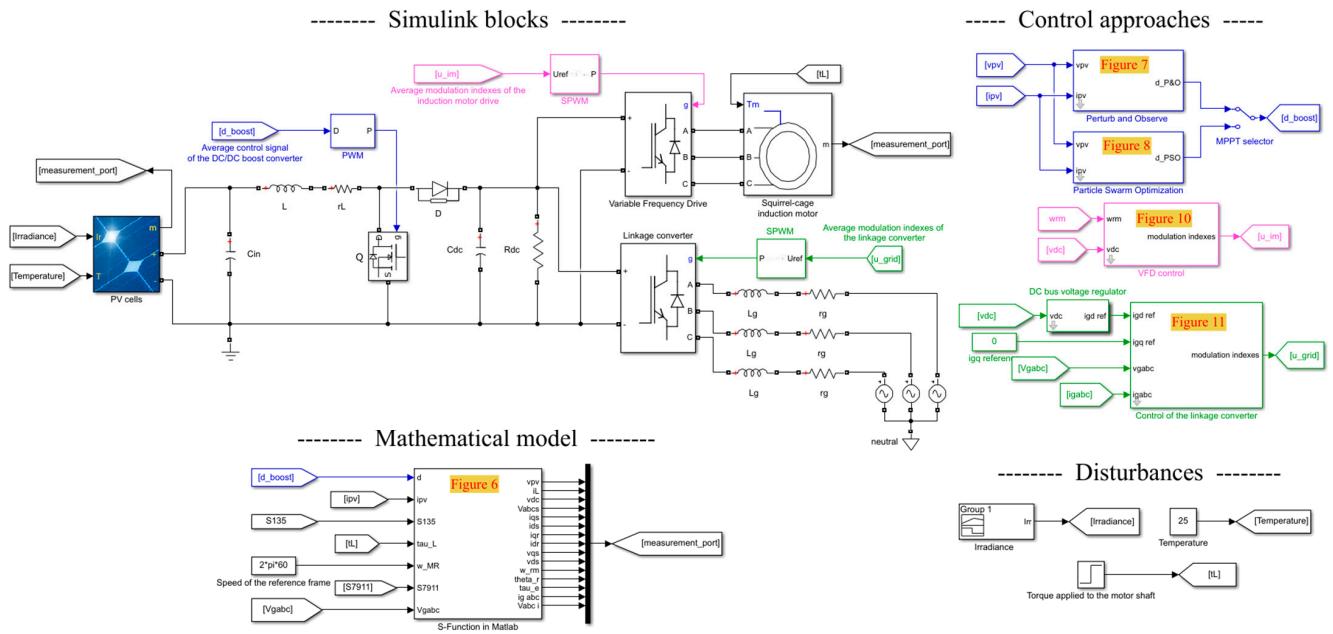 -------- Simulink blocks --------
[u_im]
Average modulation indexes of the
induction motor drive
Uref
P
SPWM
[tL]
[d_boost]
Average control signal
of the DC/DC boost converter
D
P
PWM
g
+
-
A
B
C
Variable Frequency Drive
Tm
A
B
C
m
Squirrel-cage
induction motor
[measurement_port]
[measurement_port]
[Irradiance]
[Temperature]
Ir
T
m
+
-
PV cells
Cin
L
rL
Q
D
Cdc
Rdc
Linkage converter
g
+
-
A
B
C
SPWM
P
Uref
Average modulation indexes of
the linkage converter
[u_grid]
Lg
rg
Lg
rg
Lg
rg
neutral
----- Control approaches -----
[vpv]
[ipv]
vpv
ipv
Figure 7
d_P&O
Perturb and Observe
vpv
ipv
Figure 8
d_PSO
Particle Swarm Optimization
MPPT selector
[d_boost]
wrm
[vdc]
wrm
vdc
Figure 10
modulation indexes
VFD control
[u_im]
DC bus voltage regulator
[vdc]
vdc
igd ref
0
igq reference
[Vgabc]
[igabc]
igd ref
igq ref
vgabc
igabc
Figure 11
modulation indexes
Control of the linkage converter
[u_grid]
-------- Mathematical model --------
[d_boost]
[ipv]
S135
[tL]
2*pi*60
Speed of the reference frame
[S7911]
[Vgabc]
d
ipv
S135
tau_L
w_MR
S7911
Vgabc
Figure 6
vpv
iL
vdc
Vabcs
iqs
ids
iqr
idr
vqs
vds
w_rm
theta_r
tau_e
ig abc
Vabc i
S-Function in Matlab
[measurement_port]
-------- Disturbances -------
Group 1
Irr
Irradiance
[Irradiance]
25
Temperature
[Temperature]
Torque applied to the motor shaft
[tL]